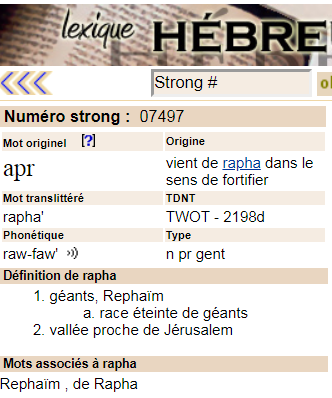 lexique HÉBRE
Strong # o
Numéro strong : 07497
Mot originel [?] Origine
apr vient de rapha dans le
sens de fortifier
Mot translittéré TDNT
rapha' TWOT - 2198d
Phonétique Type
raw-faw' n pr gent
Définition de rapha
1. géants, Rephaïm
a. race éteinte de géants
2. vallée proche de Jérusalem
Mots associés à rapha
Rephaïm , de Rapha